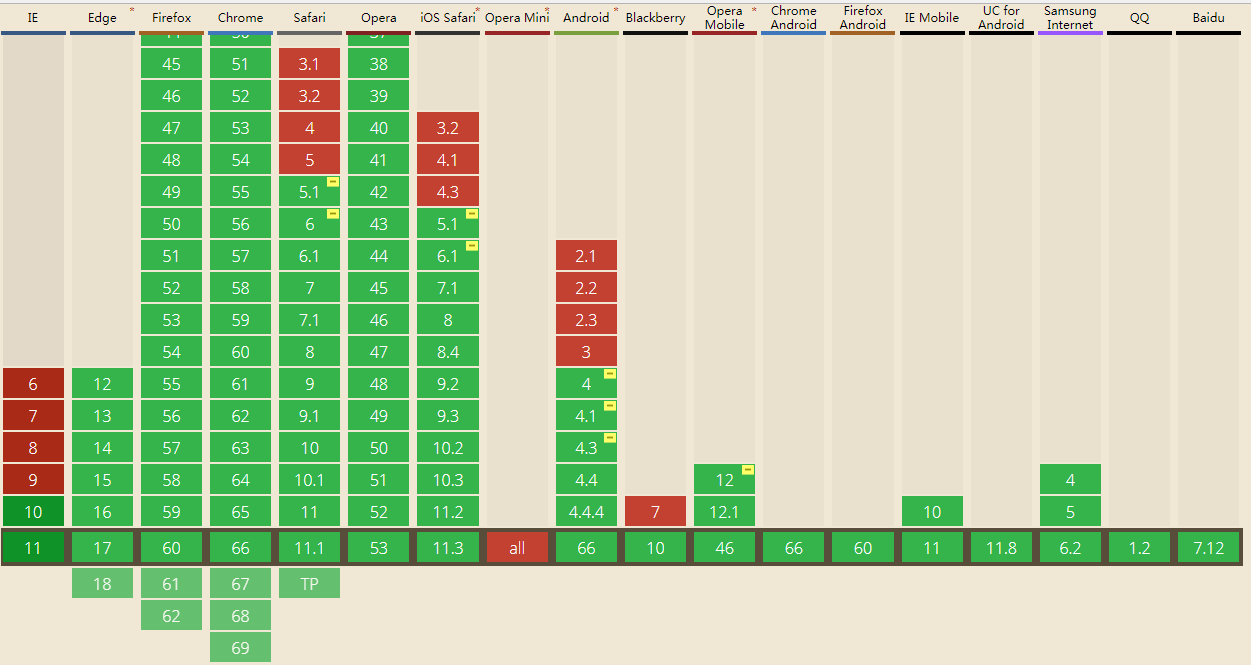 IE Edge * Firefox Chrome Safari Opera iOS Safari * Opera Mini * Android * Blackberry Opera Mobile * Chrome Android Firefox Android IE Mobile UC for Android Samsung Internet QQ Baidu
45 51 3.1 38
46 52 3.2 39
47 53 4 40 3.2
48 54 5 41 4.1
49 55 5.1 42 4.3
50 56 6 43 5.1
51 57 6.1 44 6.1 2.1
52 58 7 45 7.1 2.2
53 59 7.1 46 8 2.3
54 60 8 47 8.4 3
6 12 55 61 9 48 9.2 4
7 13 56 62 9.1 49 9.3 4.1
8 14 57 63 10 50 10.2 4.3
9 15 58 64 10.1 51 10.3 4.4 12 4
10 16 59 65 11 52 11.2 4.4.4 7 12.1 10 5
11 17 60 66 11.1 53 11.3 all 66 10 46 66 60 11 11.8 6.2 1.2 7.12
18 61 67 TP
62 68
69